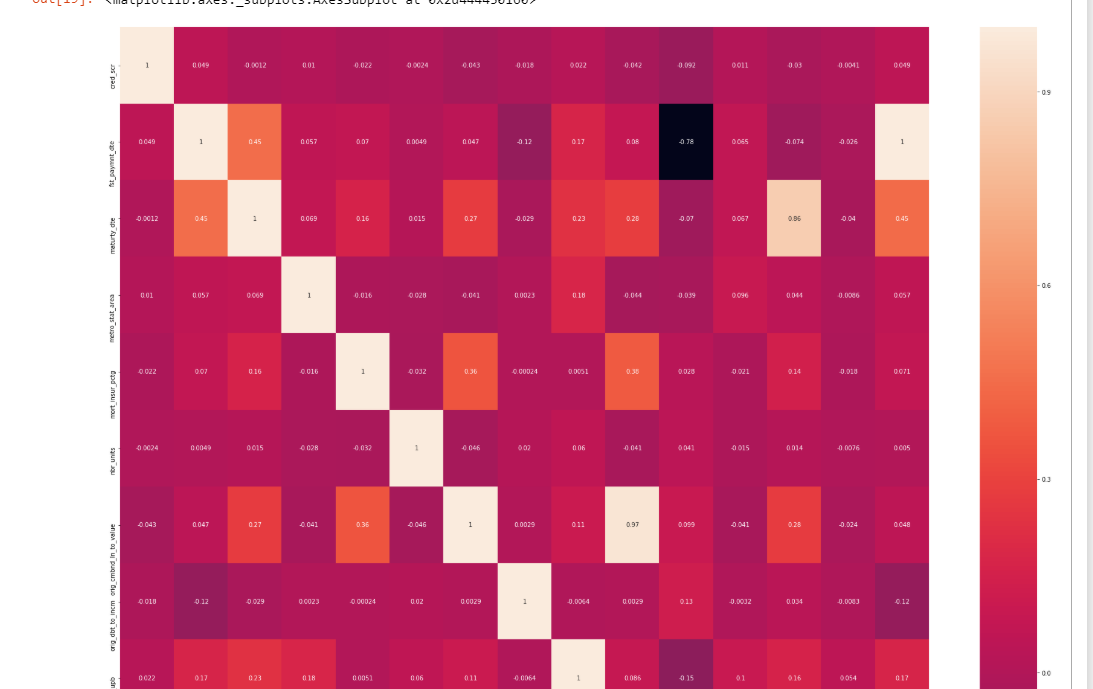 <matplotlib.axes._subplots.AxesSubplot at
cred_scr 1 0.049 -0.0012 0.01 -0.022 -0.0024 -0.043 -0.018 0.022 -0.042 -0.092 0.011 -0.03 -0.0041 0.049
fst_paymnt_dte 0.049 1 0.45 0.057 0.07 0.0049 0.047 -0.12 0.17 0.08 -0.78 0.065 -0.074 -0.026 1
maturty_dte -0.0012 0.45 1 0.069 0.16 0.015 0.27 -0.029 0.23 0.28 -0.07 0.067 0.86 -0.04 0.45
metro_stat_area 0.01 0.057 0.069 1 -0.016 -0.028 -0.041 0.0023 0.18 -0.044 -0.039 0.096 0.044 -0.0086 0.057
mort_insur_pctg -0.022 0.07 0.16 -0.016 1 -0.032 0.36 -0.00024 0.0051 0.38 0.028 -0.021 0.14 -0.018 0.071
nbr_units -0.0024 0.0049 0.015 -0.028 -0.032 1 -0.046 0.02 0.06 -0.041 0.041 -0.015 0.014 -0.0076 0.005
orig_cmbnd_ln_to_value -0.043 0.047 0.27 -0.041 0.36 -0.046 1 0.0029 0.11 0.97 0.099 -0.041 0.28 -0.024 0.048
orig_dbt_to_incm -0.018 -0.12 -0.029 0.0023 -0.00024 0.02 0.0029 1 -0.0064 0.0029 0.13 -0.0032 0.034 -0.0083 -0.12
upb 0.022 0.17 0.23 0.18 0.0051 0.06 0.11 -0.0064 1 0.086 -0.15 0.1 0.16 0.054 0.17
0.9
0.6
0.3
0.0